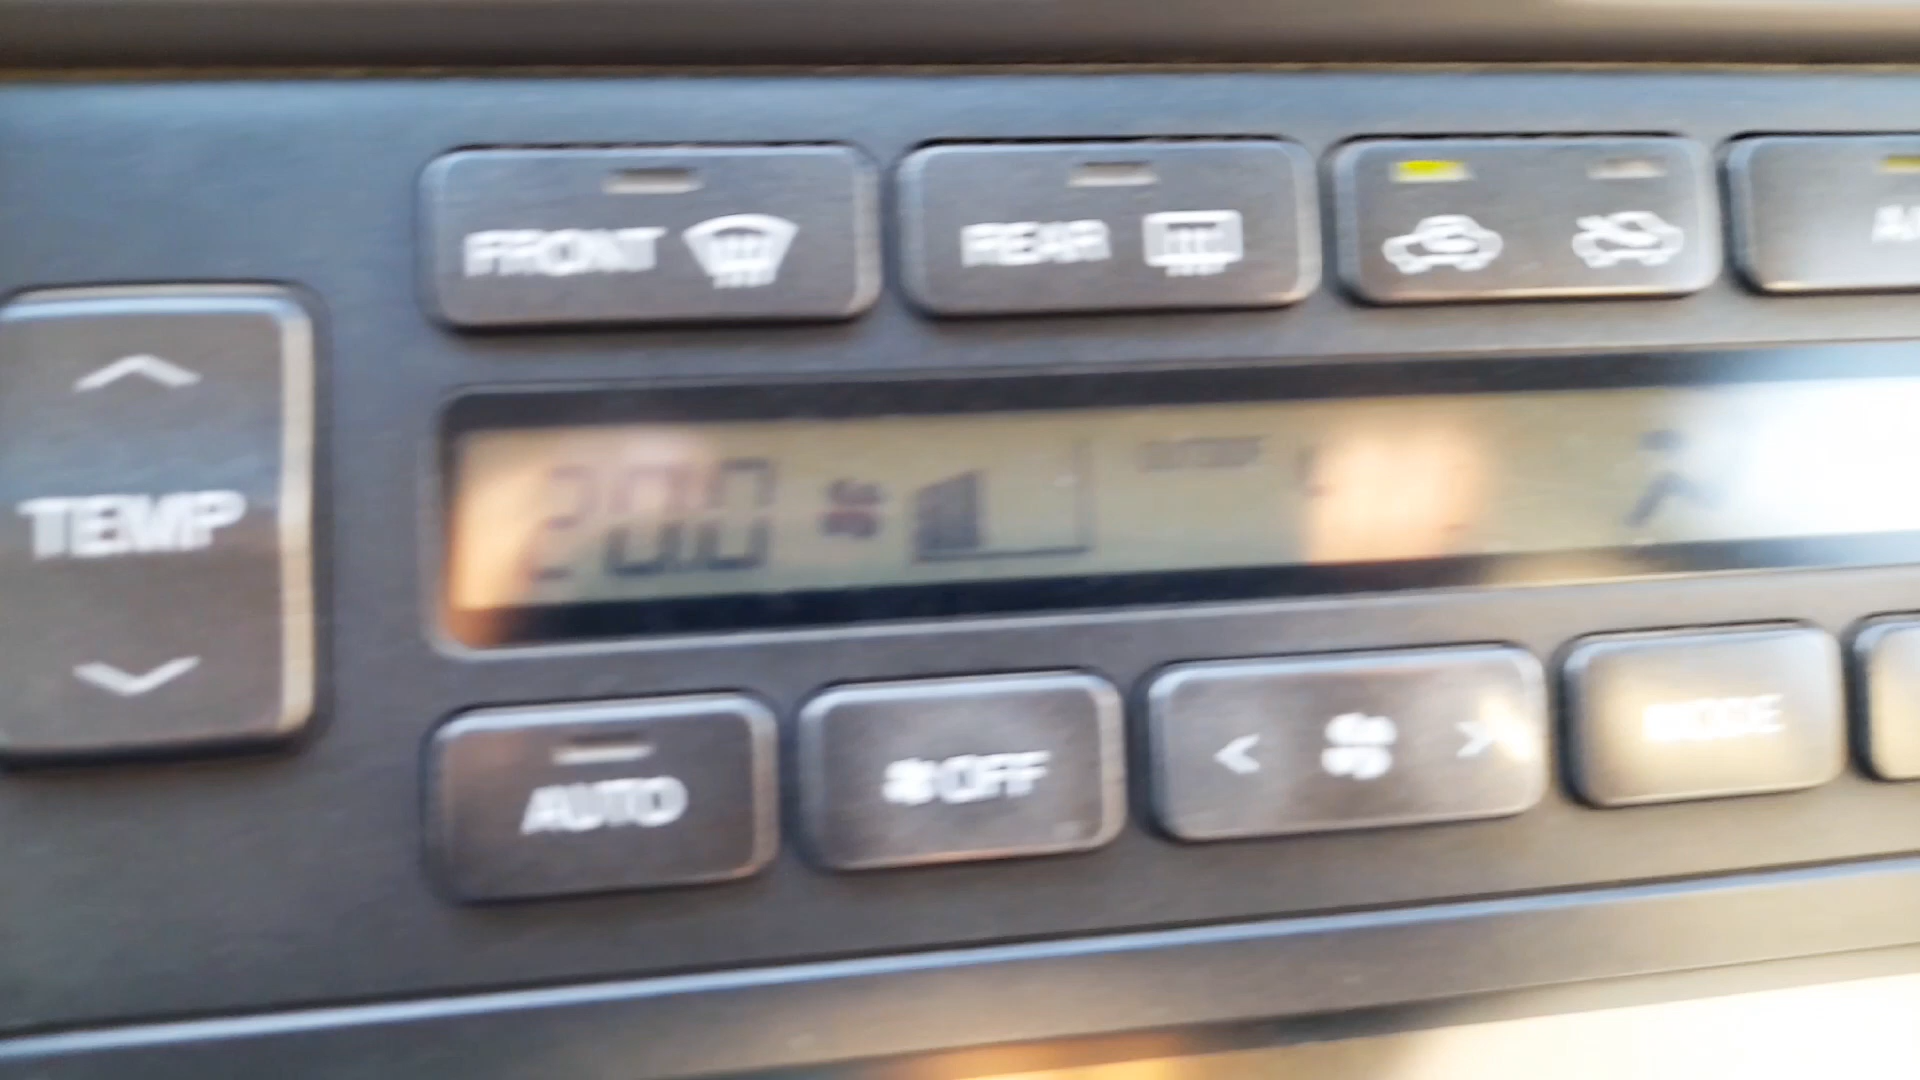 FRONT REAR
TEMP
20.0
AUTO OFF < > MODE